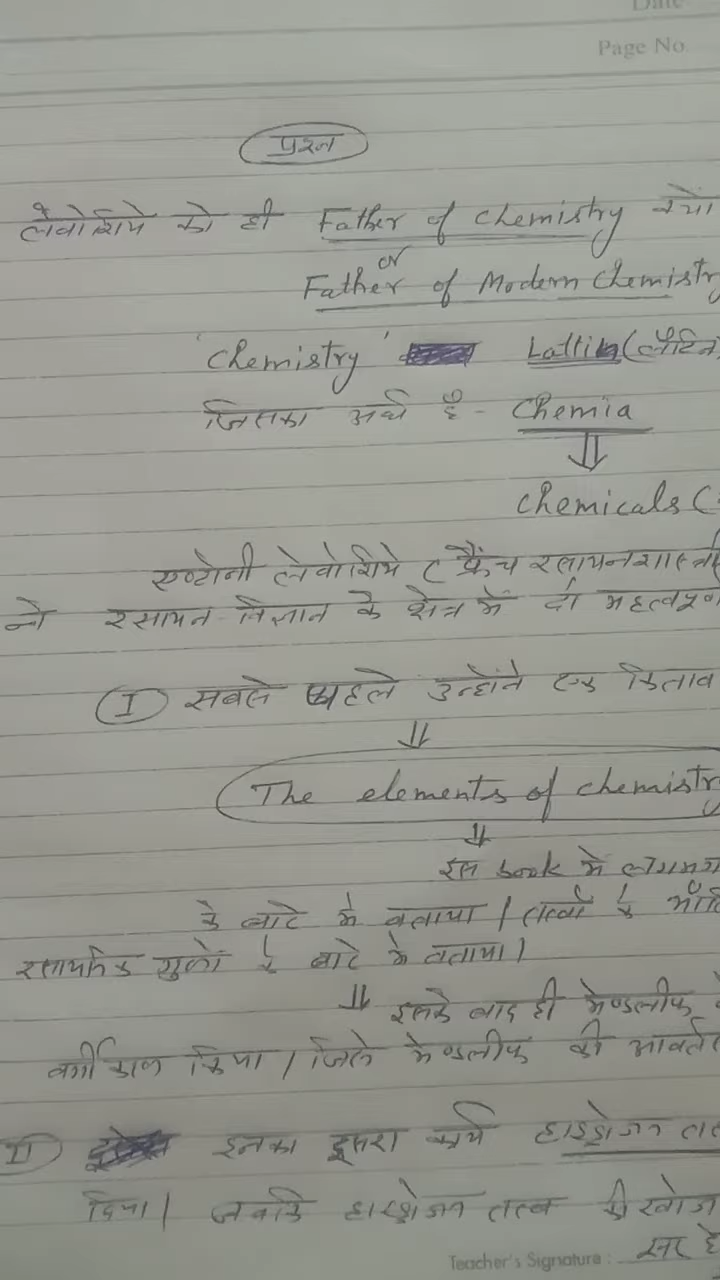 Date
Page No.
प्रश्न
लैवोशिये को ही Father of chemistry क्यों
or
Father of Modern Chemistry
'Chemistry' Lattin (लैटिन
जिसका अर्थ है - Chemia
⇓
Chemicals (
एण्टोनी लेवोशिये ( फ्रैंच रसायनशास्त्री
ने रसायन विज्ञान के क्षेत्र में दो महत्वपूर्ण
(I) सबसे पहले उन्होंने एक किताब
⇓
The elements of chemistry
⇓
इस book में लगभग
के बारे में बताया। तत्वों के भौति
रसायनिक गुणों के बारे में बताया।
⇓ इसके बाद ही मेण्डलीफ ने
वर्गीकरण किया। जिसे मेण्डलीफ की आवर्त
(II) इनका दूसरा कार्य हाइड्रोजन तत
दिया। जबकि हाइड्रोजन तत्व की खोज
सर हे
Teacher's Signature :